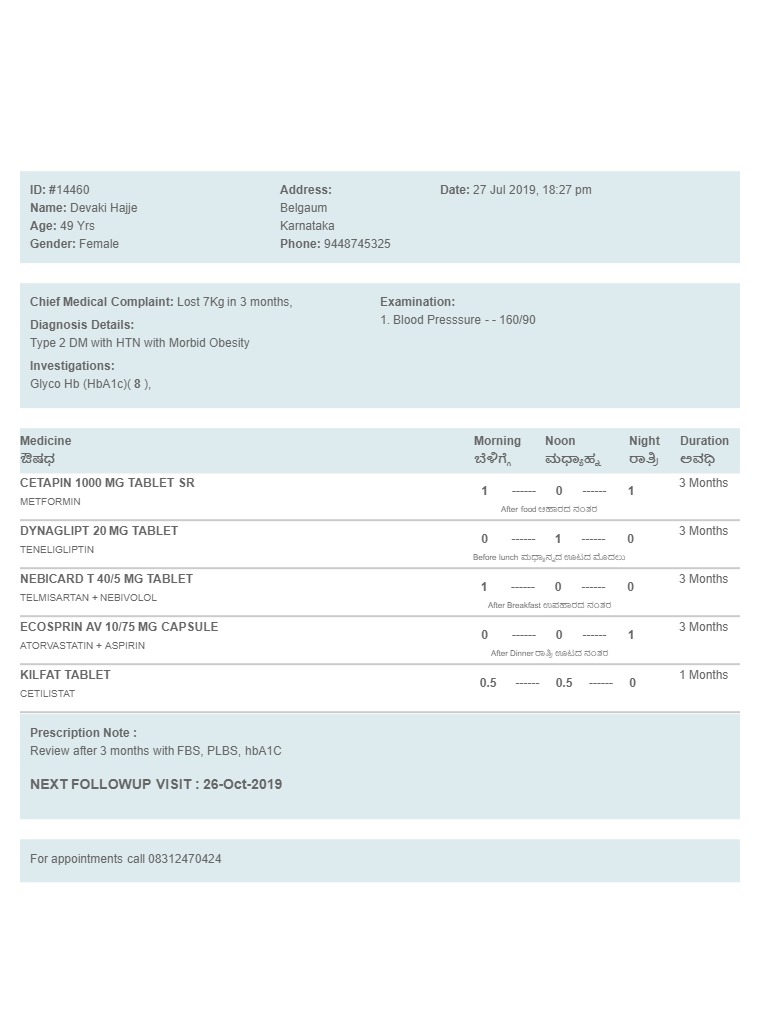 ID: #14460
Name: Devaki Hajje
Age: 49 Yrs
Gender: Female
Address:
Belgaum
Karnataka
Phone: 9448745325
Date: 27 Jul 2019, 18:27 pm
Chief Medical Complaint: Lost 7Kg in 3 months,
Diagnosis Details:
Type 2 DM with HTN with Morbid Obesity
Investigations:
Glyco Hb (HbA1c)( 8 ),
Examination:
1. Blood Presssure - - 160/90
Medicine Morning Noon Night Duration
ಔಷಧ ಬೆಳಿಗ್ಗೆ ಮಧ್ಯಾಹ್ನ ರಾತ್ರಿ ಅವಧಿ
CETAPIN 1000 MG TABLET SR 3 Months
1 ------ 0 ------ 1
METFORMIN
After food ಆಹಾರದ ನಂತರ
DYNAGLIPT 20 MG TABLET 3 Months
0 ------ 1 ------ 0
TENELIGLIPTIN
Before lunch ಮಧ್ಯಾನ್ನದ ಊಟದ ಮೊದಲು
NEBICARD T 40/5 MG TABLET 3 Months
1 ------ 0 ------ 0
TELMISARTAN + NEBIVOLOL
After Breakfast ಉಪಹಾರದ ನಂತರ
ECOSPRIN AV 10/75 MG CAPSULE 3 Months
0 ------ 0 ------ 1
ATORVASTATIN + ASPIRIN
After Dinner ರಾತ್ರಿ ಊಟದ ನಂತರ
KILFAT TABLET 1 Months
0.5 ------ 0.5 ------ 0
CETILISTAT
Prescription Note :
Review after 3 months with FBS, PLBS, hbA1C
NEXT FOLLOWUP VISIT : 26-Oct-2019
For appointments call 08312470424